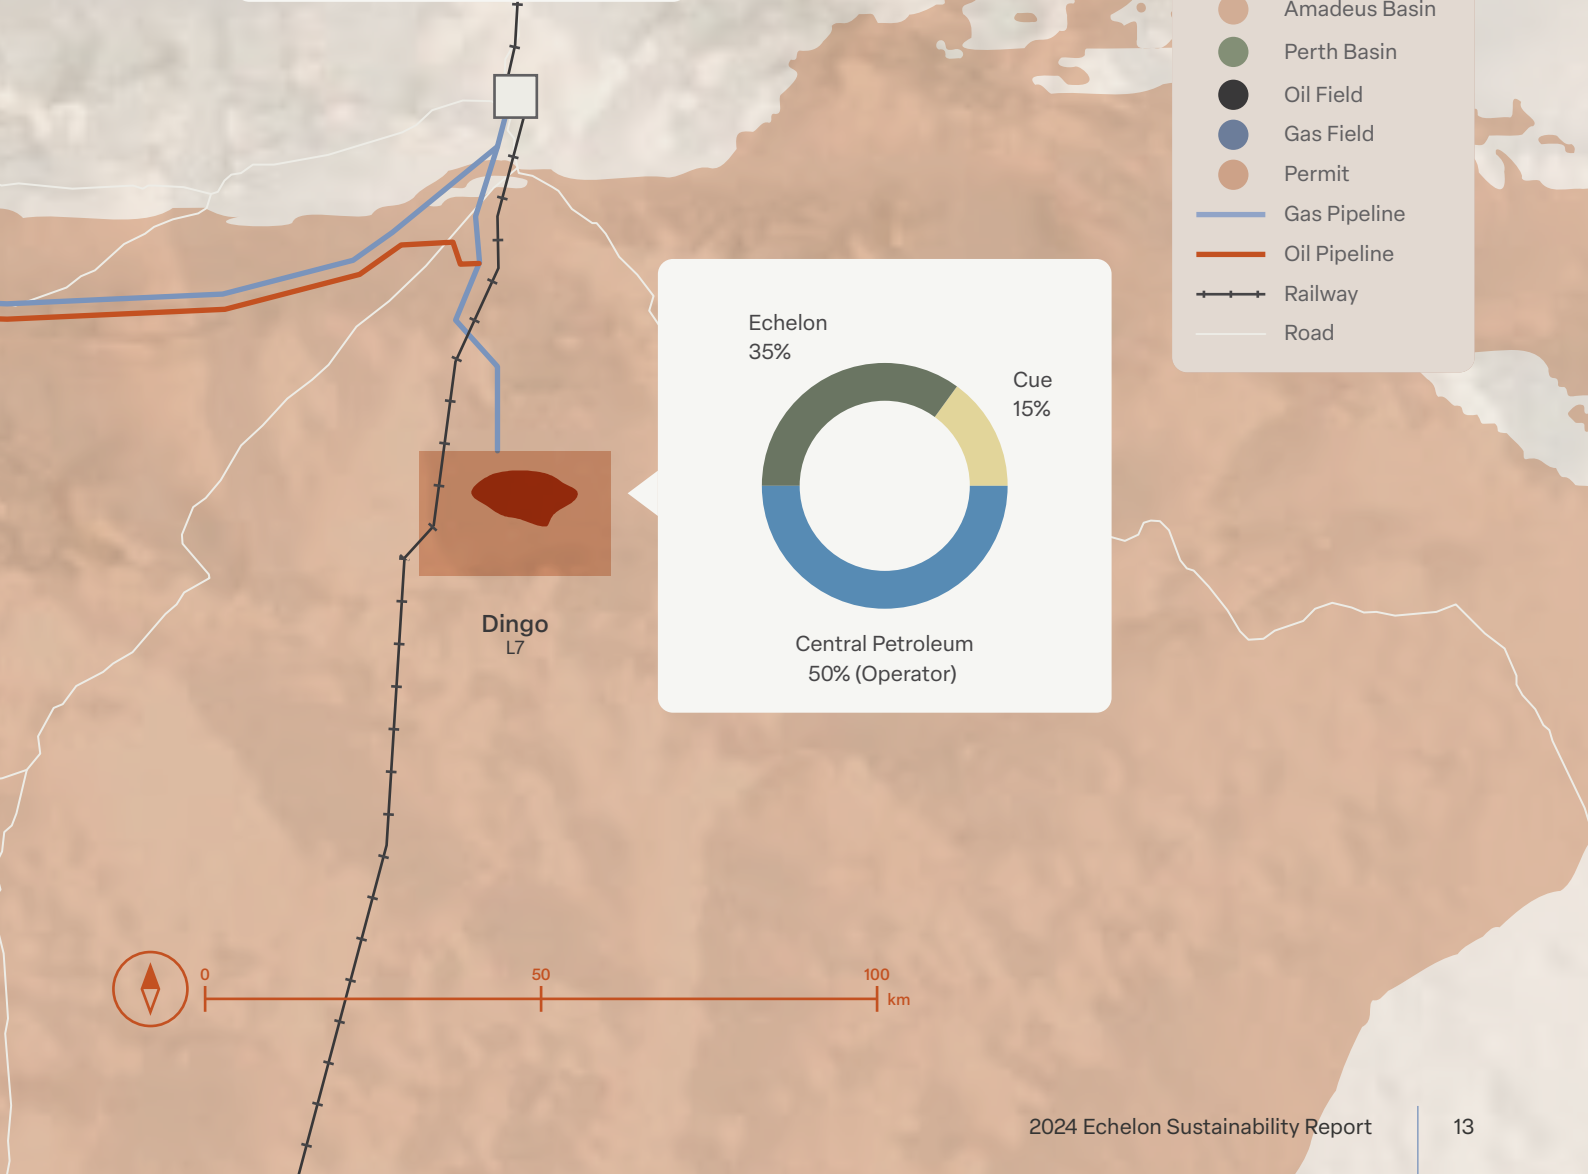 Amadeus Basin
Perth Basin
Oil Field
Gas Field
Permit
Gas Pipeline
Oil Pipeline
Railway
Road
Echelon
35%
Cue
15%
Central Petroleum
50% (Operator)
Dingo
L7
0
50
100
km
2024 Echelon Sustainability Report
13